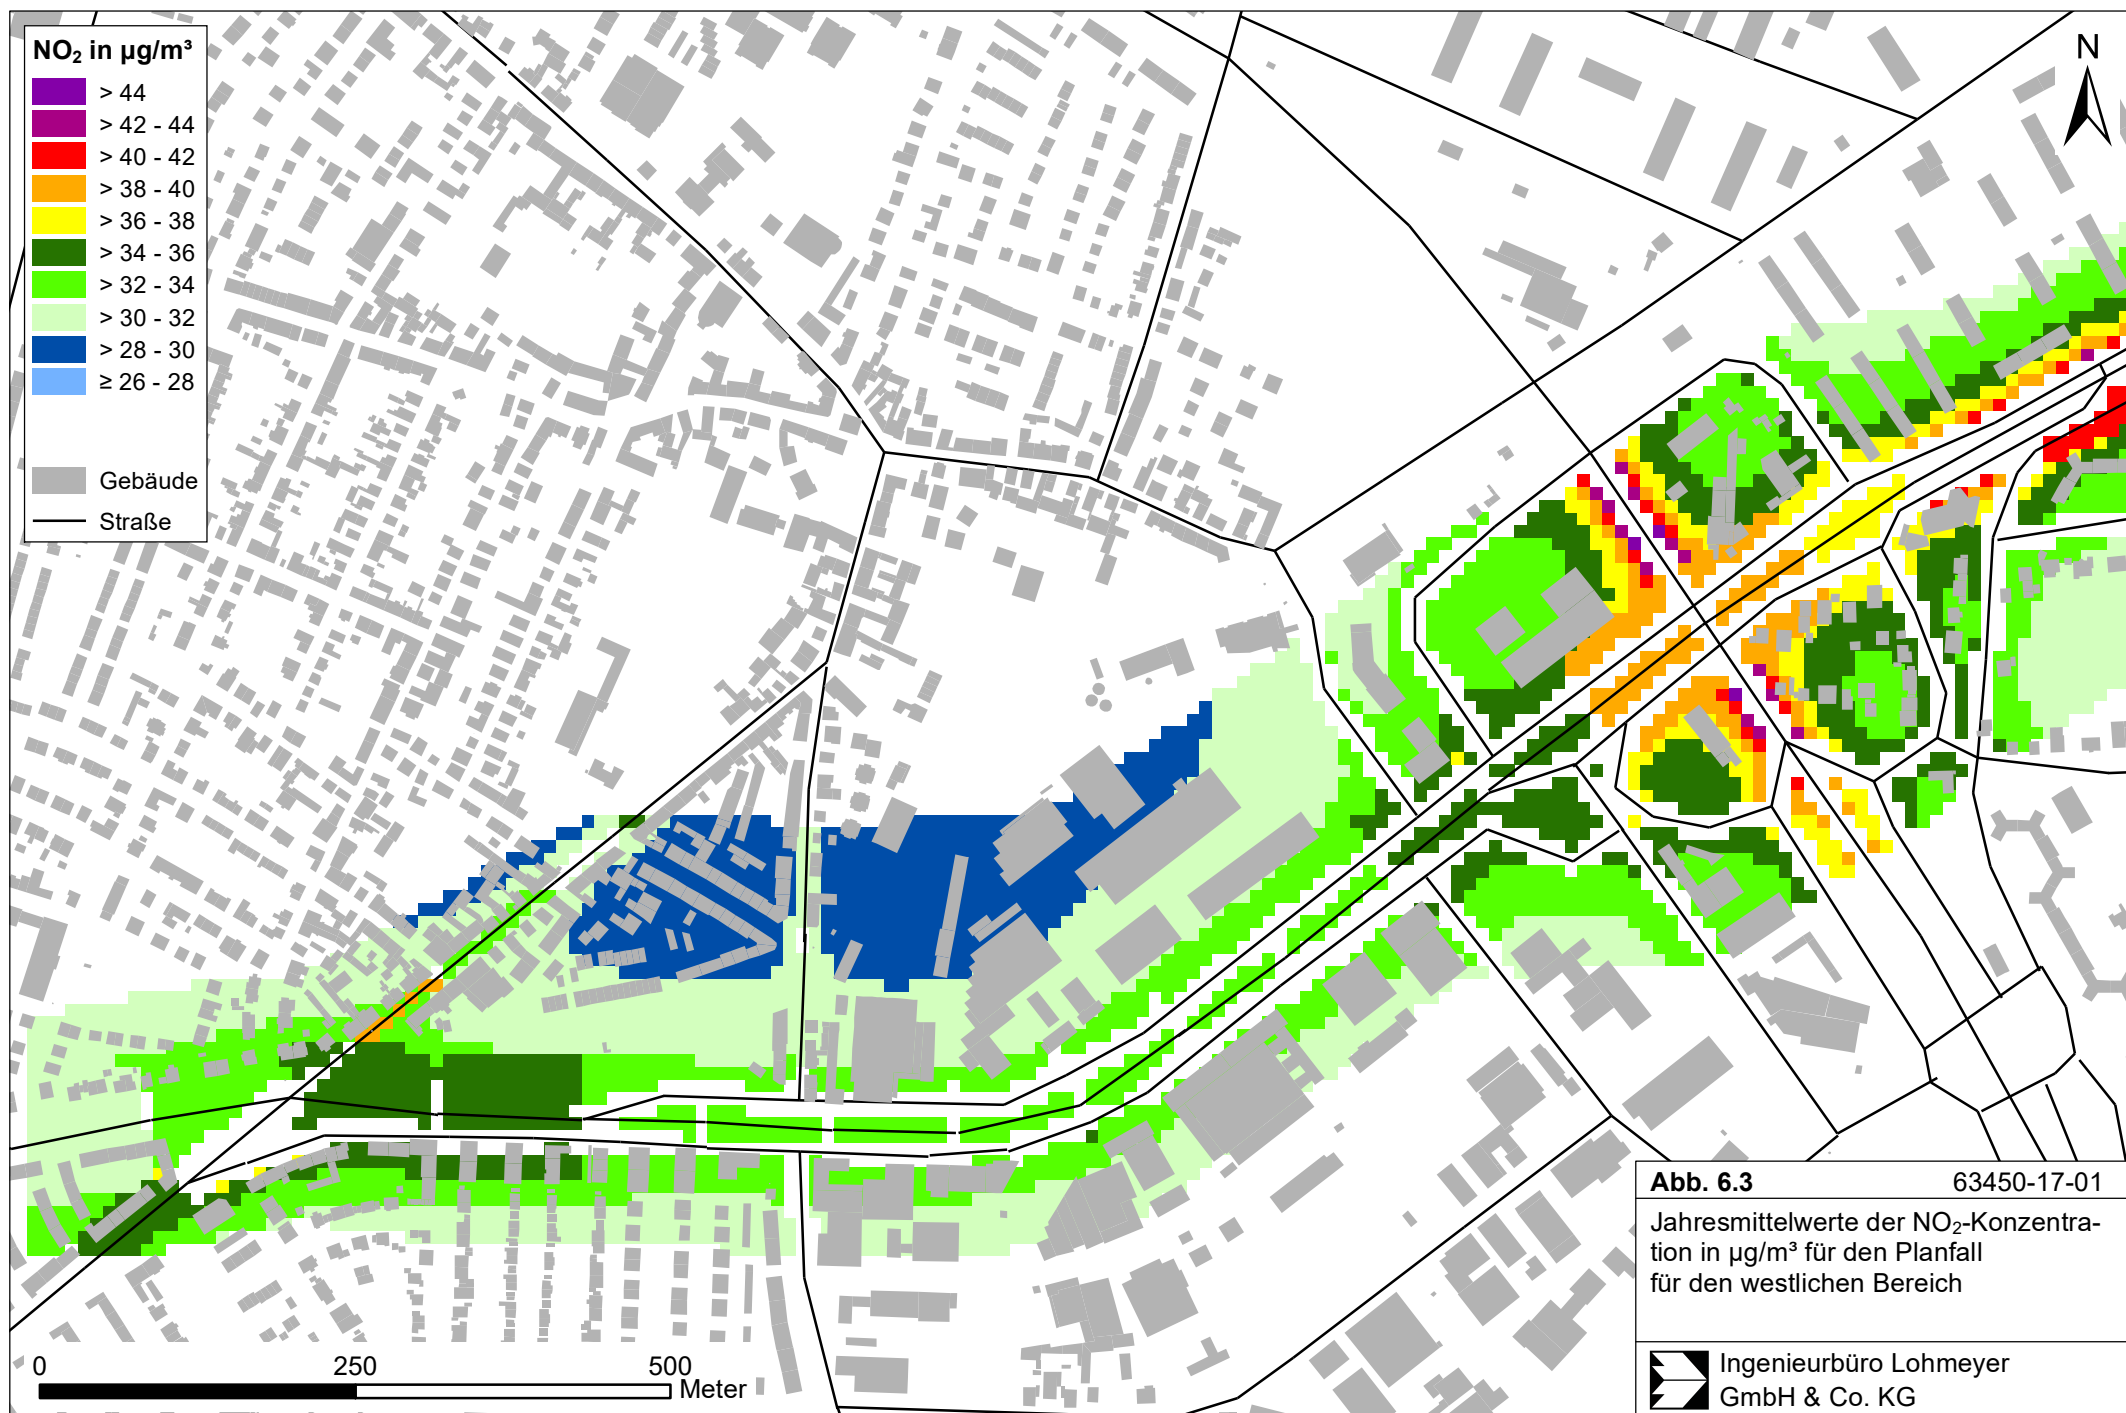 NO₂ in µg/m³
> 44
> 42 - 44
> 40 - 42
> 38 - 40
> 36 - 38
> 34 - 36
> 32 - 34
> 30 - 32
> 28 - 30
≥ 26 - 28
Gebäude
Straße
N
0 250 500
Meter
Abb. 6.3 63450-17-01
Jahresmittelwerte der NO₂-Konzentra-
tion in µg/m³ für den Planfall
für den westlichen Bereich
Ingenieurbüro Lohmeyer
GmbH & Co. KG